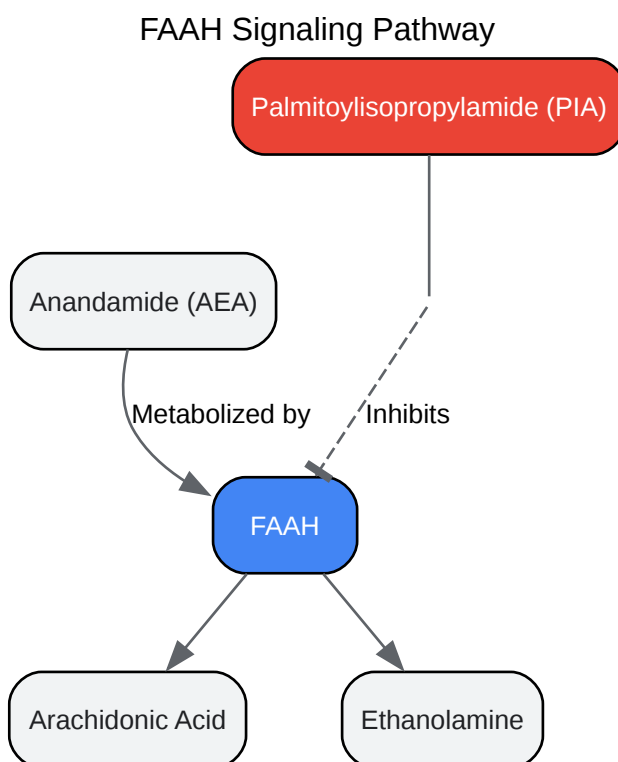 FAAH Signaling Pathway
Palmitoylisopropylamide (PIA)
Anandamide (AEA)
Metabolized by
Inhibits
FAAH
Arachidonic Acid
Ethanolamine